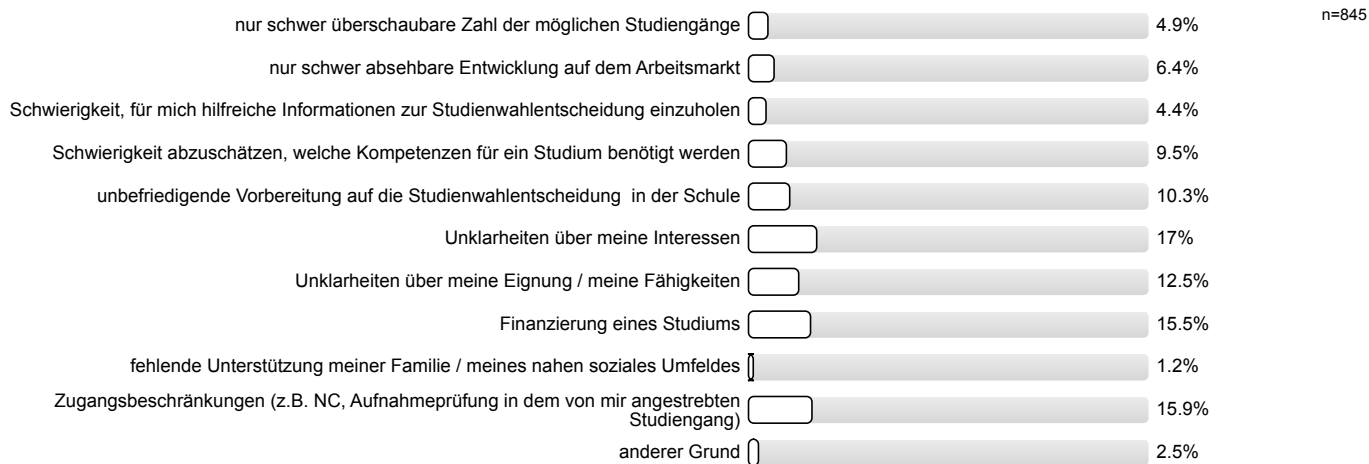 n=845
nur schwer überschaubare Zahl der möglichen Studiengänge 4.9%
nur schwer absehbare Entwicklung auf dem Arbeitsmarkt 6.4%
Schwierigkeit, für mich hilfreiche Informationen zur Studienwahlentscheidung einzuholen 4.4%
Schwierigkeit abzuschätzen, welche Kompetenzen für ein Studium benötigt werden 9.5%
unbefriedigende Vorbereitung auf die Studienwahlentscheidung in der Schule 10.3%
Unklarheiten über meine Interessen 17%
Unklarheiten über meine Eignung / meine Fähigkeiten 12.5%
Finanzierung eines Studiums 15.5%
fehlende Unterstützung meiner Familie / meines nahen soziales Umfeldes 1.2%
Zugangsbeschränkungen (z.B. NC, Aufnahmeprüfung in dem von mir angestrebten
Studiengang) 15.9%
anderer Grund 2.5%